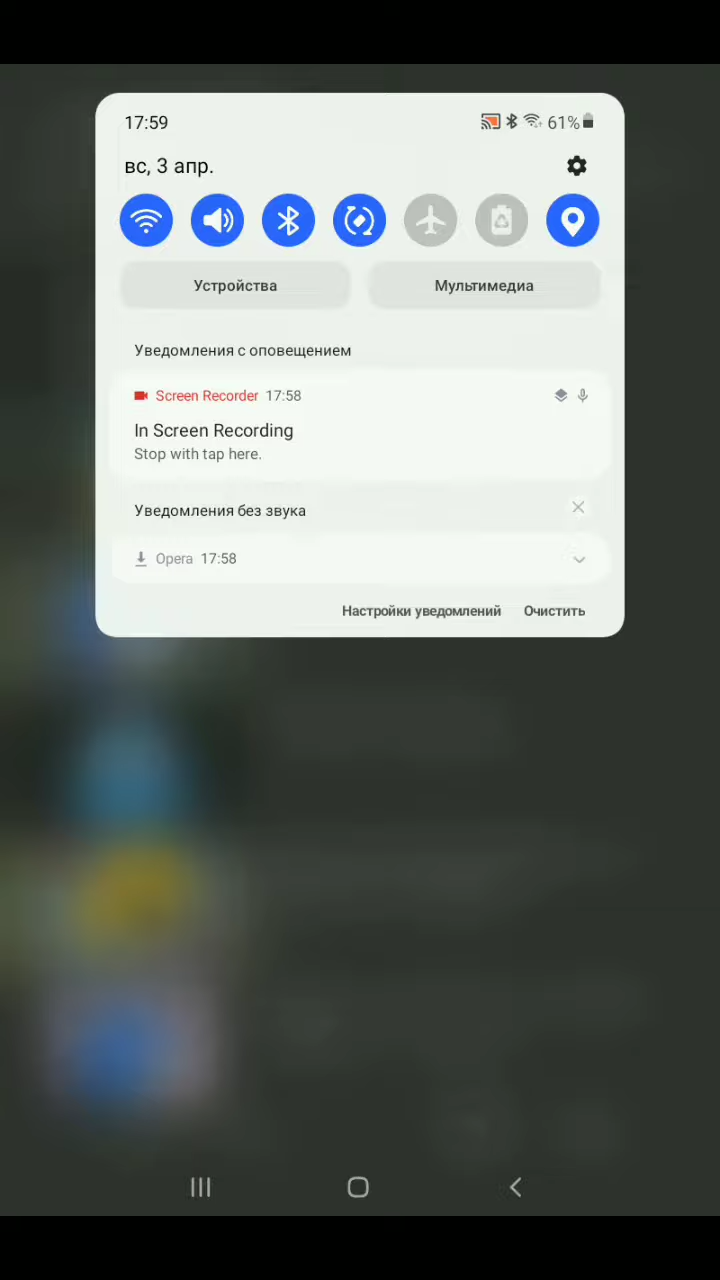 17:59
61%
вс, 3 апр.
Устройства
Мультимедиа
Уведомления с оповещением
Screen Recorder 17:58
In Screen Recording
Stop with tap here.
Уведомления без звука
Opera 17:58
Настройки уведомлений
Очистить